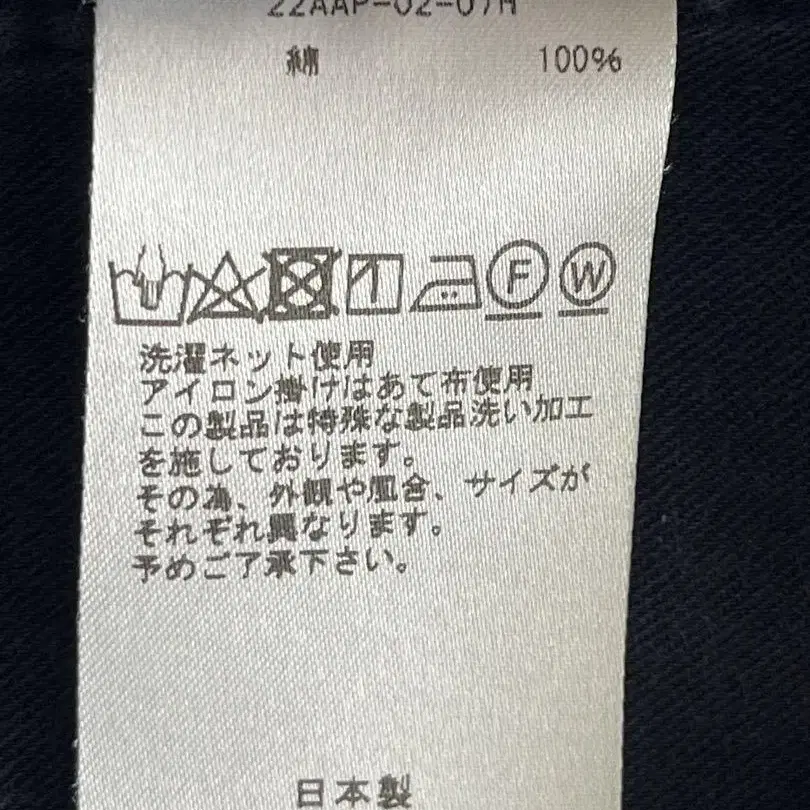 22AAP-02-07H
綿 100%
F W
洗濯ネット使用
アイロン掛けはあて布使用
この製品は特殊な製品洗い加工
を施しております。
その為、外観や風合、サイズが
それぞれ異なります。
予めご了承下さい。
日本製